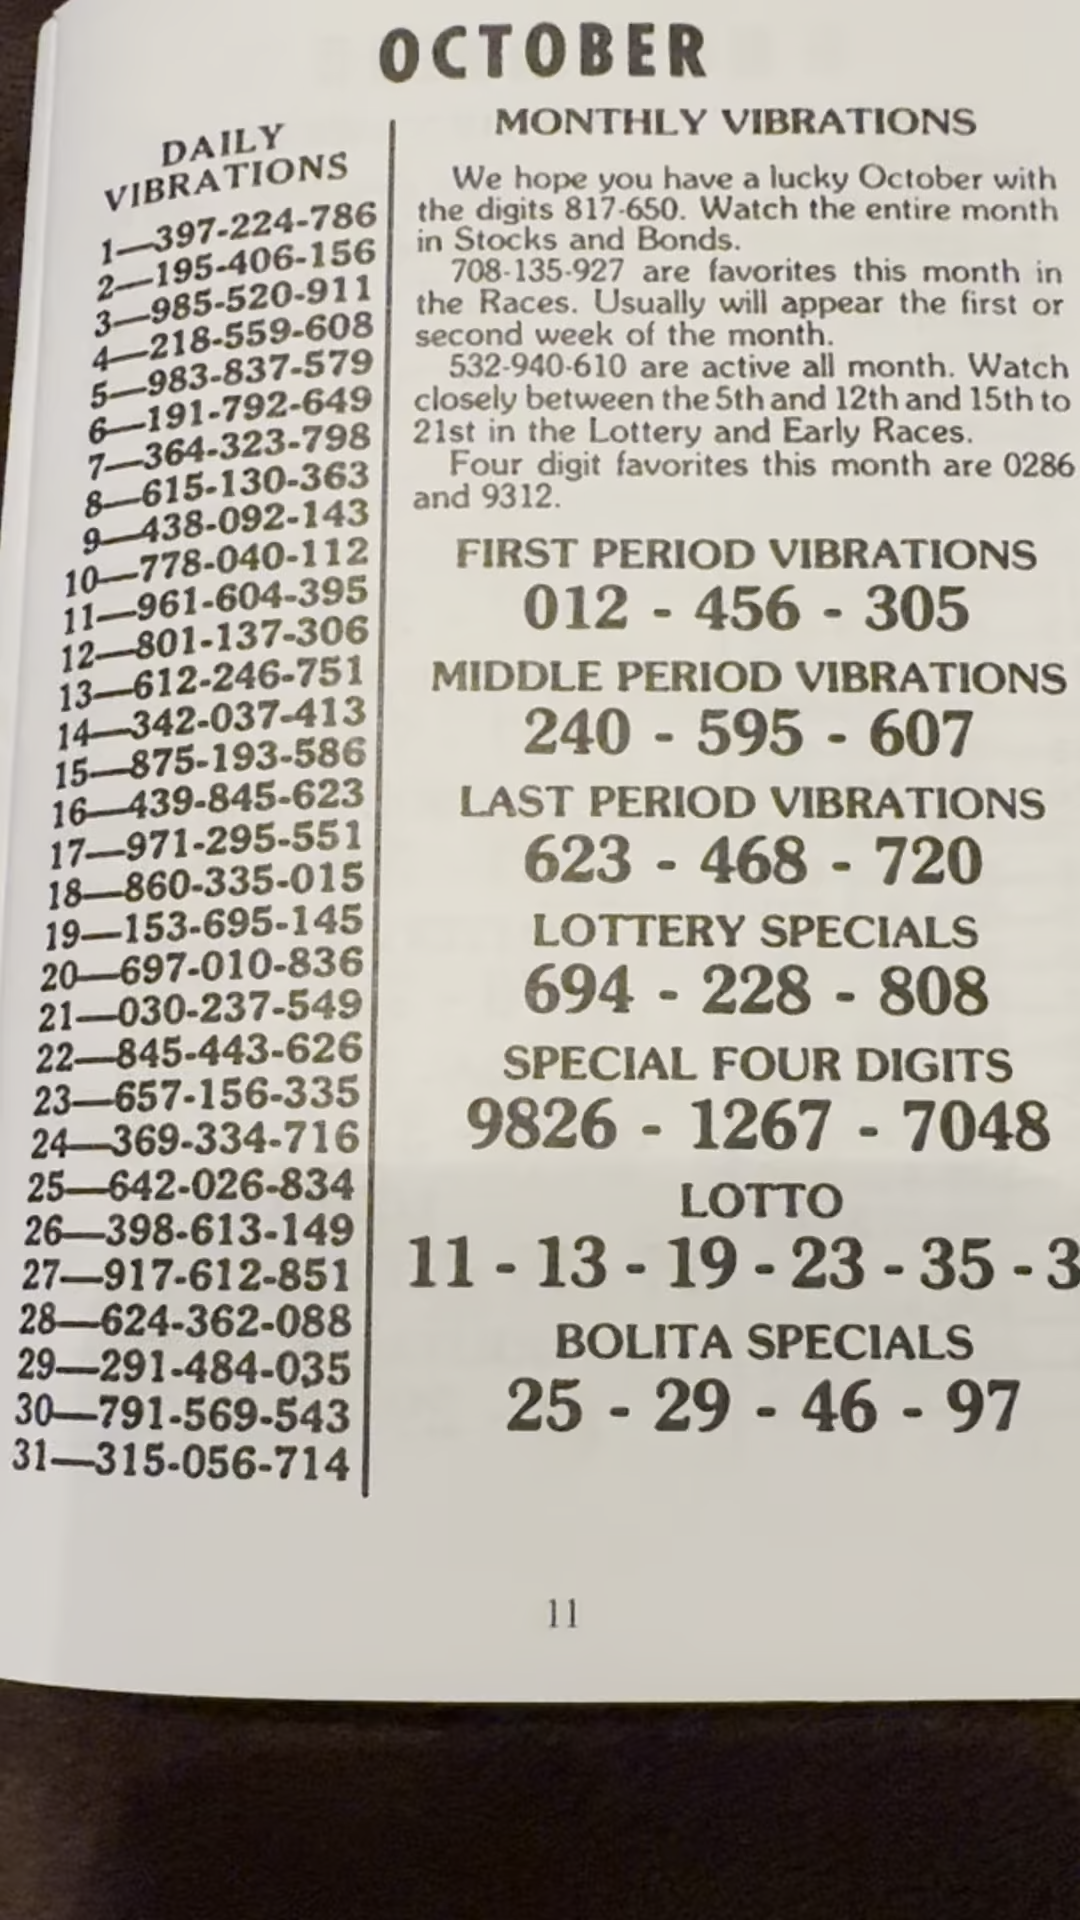 OCTOBER
DAILY
VIBRATIONS
1—397-224-786
2—195-406-156
3—985-520-911
4—218-559-608
5—983-837-579
6—191-792-649
7—364-323-798
8—615-130-363
9—438-092-143
10—778-040-112
11—961-604-395
12—801-137-306
13—612-246-751
14—342-037-413
15—875-193-586
16—439-845-623
17—971-295-551
18—860-335-015
19—153-695-145
20—697-010-836
21—030-237-549
22—845-443-626
23—657-156-335
24—369-334-716
25—642-026-834
26—398-613-149
27—917-612-851
28—624-362-088
29—291-484-035
30—791-569-543
31—315-056-714
MONTHLY VIBRATIONS
We hope you have a lucky October with
the digits 817-650. Watch the entire month
in Stocks and Bonds.
708-135-927 are favorites this month in
the Races. Usually will appear the first or
second week of the month.
532-940-610 are active all month. Watch
closely between the 5th and 12th and 15th to
21st in the Lottery and Early Races.
Four digit favorites this month are 0286
and 9312.
FIRST PERIOD VIBRATIONS
012 - 456 - 305
MIDDLE PERIOD VIBRATIONS
240 - 595 - 607
LAST PERIOD VIBRATIONS
623 - 468 - 720
LOTTERY SPECIALS
694 - 228 - 808
SPECIAL FOUR DIGITS
9826 - 1267 - 7048
LOTTO
11 - 13 - 19 - 23 - 35 - 3
BOLITA SPECIALS
25 - 29 - 46 - 97
11